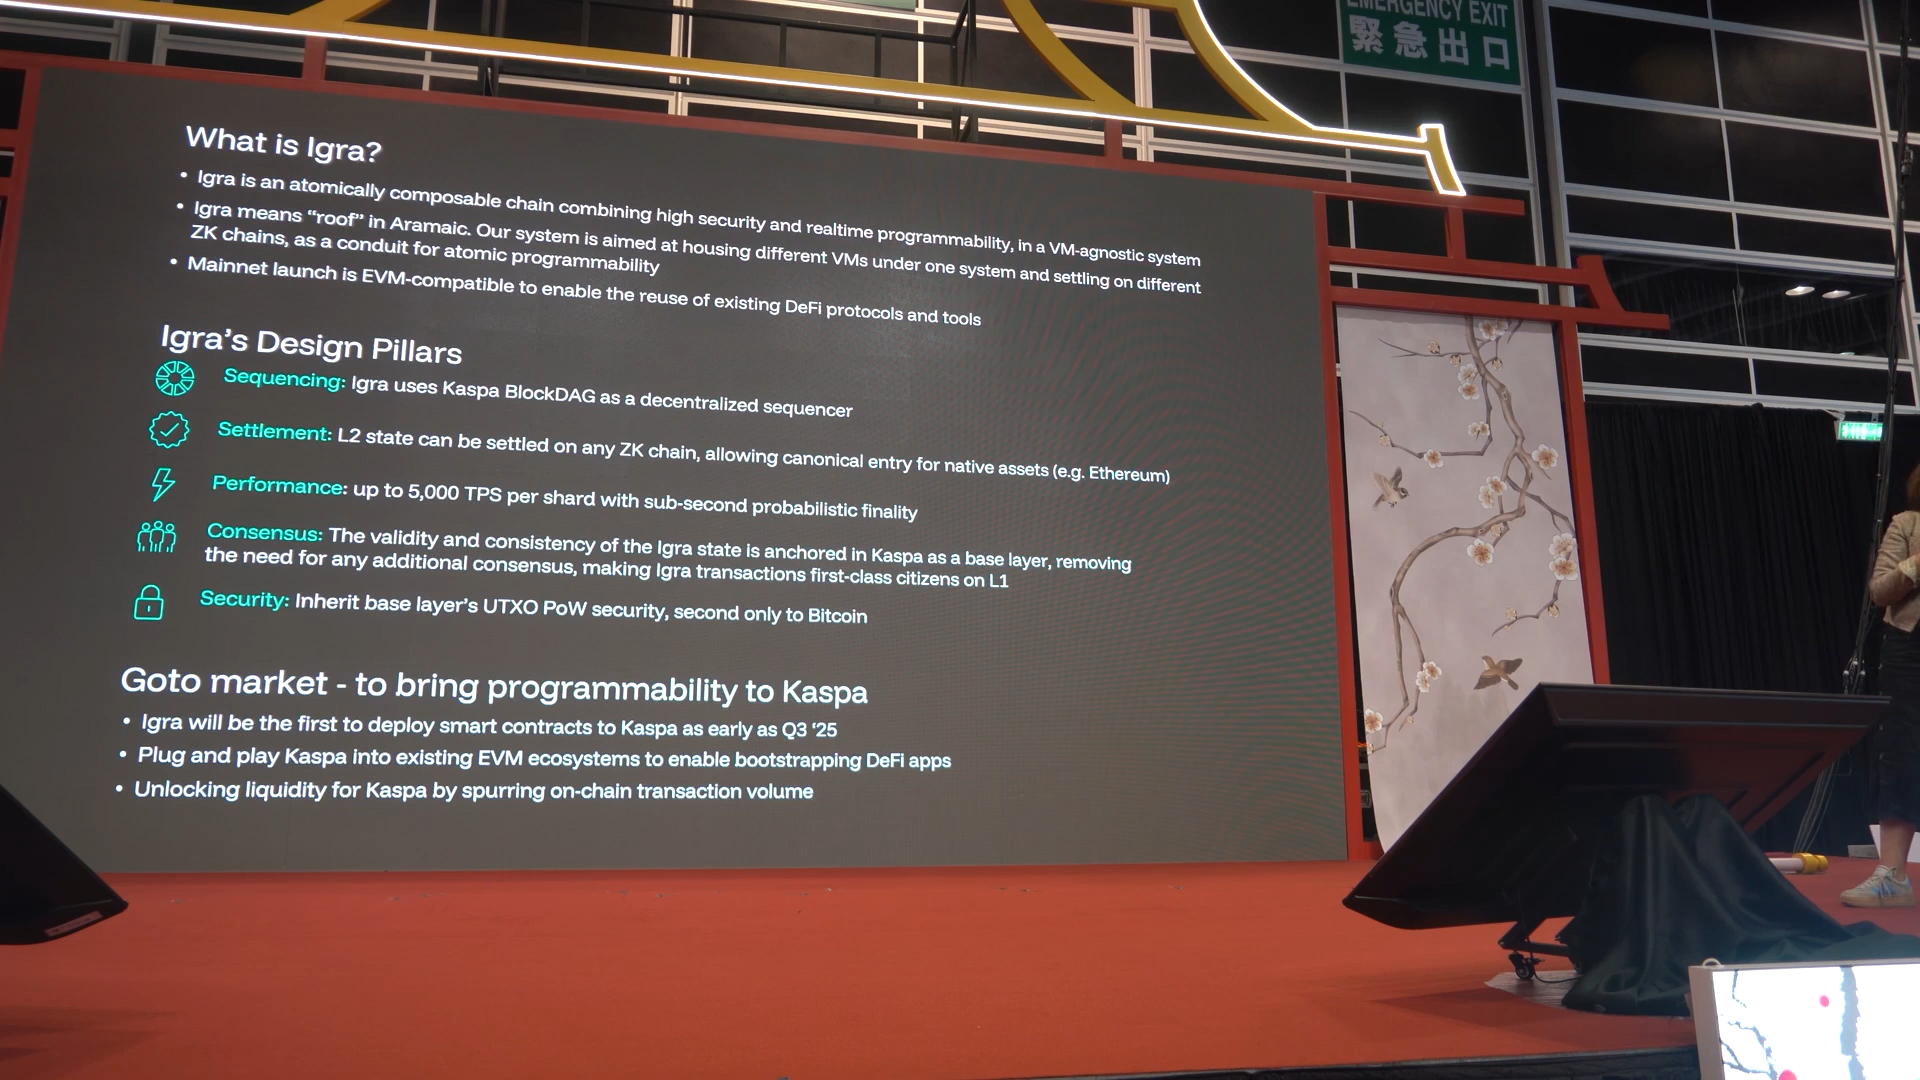 EMERGENCY EXIT
緊急出口
What is Igra?
• Igra is an atomically composable chain combining high security and realtime programmability, in a VM-agnostic system
• Igra means “roof” in Aramaic. Our system is aimed at housing different VMs under one system and settling on different
ZK chains, as a conduit for atomic programmability
• Mainnet launch is EVM-compatible to enable the reuse of existing DeFi protocols and tools
Igra’s Design Pillars
Sequencing: Igra uses Kaspa BlockDAG as a decentralized sequencer
Settlement: L2 state can be settled on any ZK chain, allowing canonical entry for native assets (e.g. Ethereum)
Performance: up to 5,000 TPS per shard with sub-second probabilistic finality
Consensus: The validity and consistency of the Igra state is anchored in Kaspa as a base layer, removing
the need for any additional consensus, making Igra transactions first-class citizens on L1
Security: Inherit base layer’s UTXO PoW security, second only to Bitcoin
Goto market - to bring programmability to Kaspa
• Igra will be the first to deploy smart contracts to Kaspa as early as Q3 ‘25
• Plug and play Kaspa into existing EVM ecosystems to enable bootstrapping DeFi apps
• Unlocking liquidity for Kaspa by spurring on-chain transaction volume